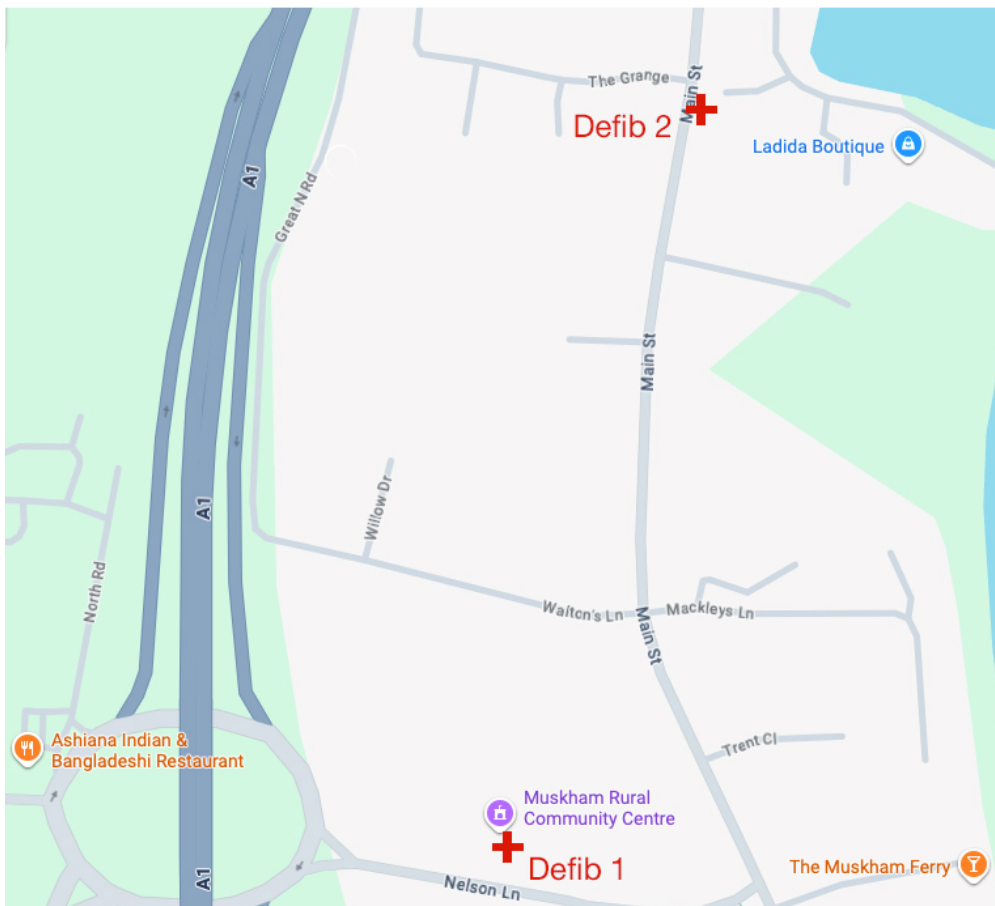 The Grange
Main St
Defib 2
Ladida Boutique
A1
Great N Rd
Main St
Willow Dr
A1
North Rd
Waiton's Ln
Mackleys Ln
Main St
Trent Cl
Ashiana Indian &
Bangladeshi Restaurant
Muskham Rural
Community Centre
Defib 1
The Muskham Ferry
A1
Nelson Ln